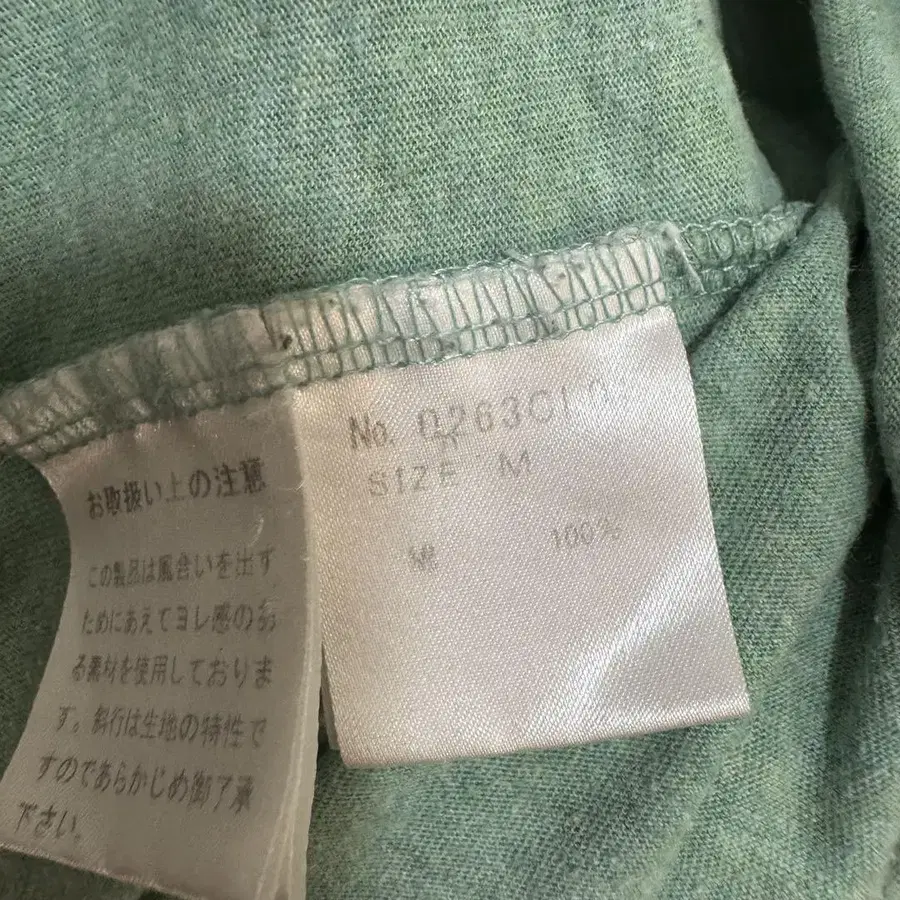 お取扱い上の注意
この製品は風合いを出す
ためにあえてヨレ感のあ
る素材を使用しておりま
す。斜行は生地の特性で
すのであらかじめ御了承
下さい。
No.
SIZE M
100%